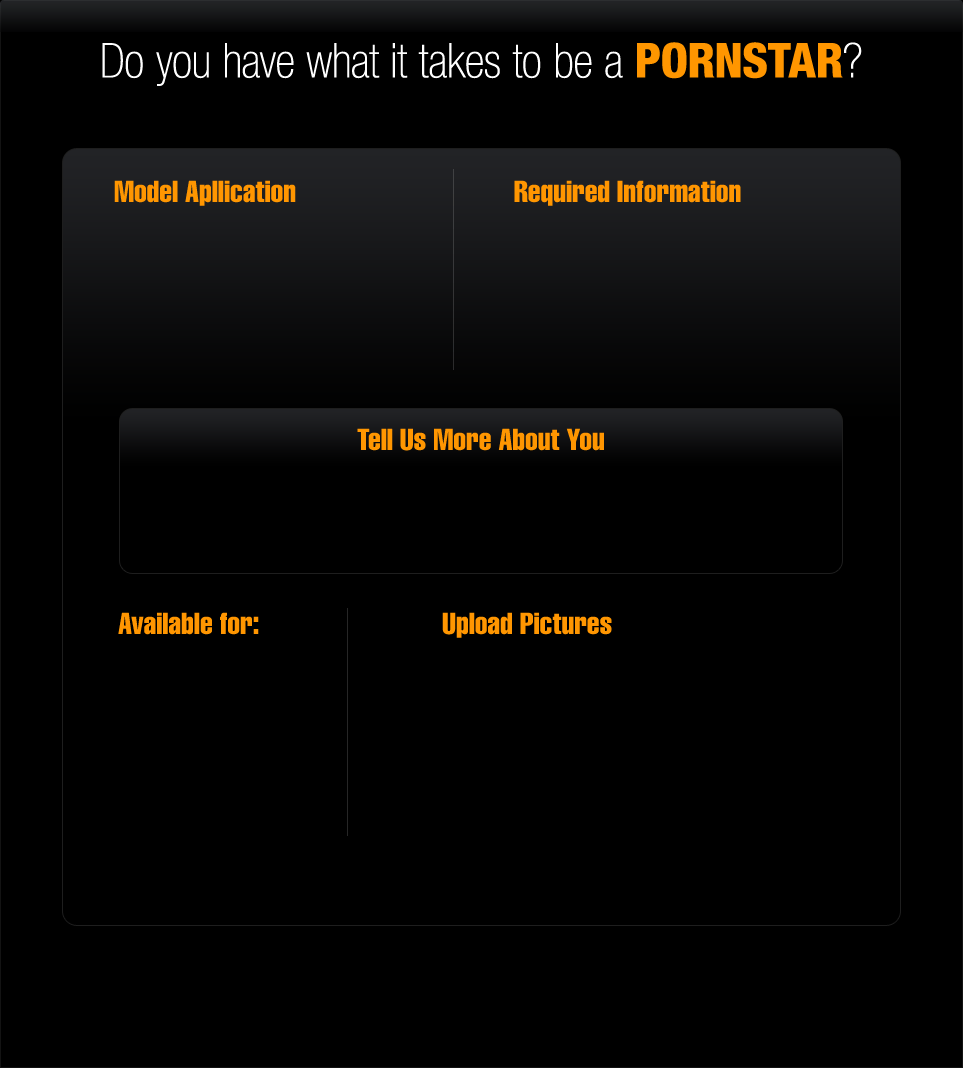 Do you have what it takes to be a PORNSTAR?
Model Apllication
Required Information
Tell Us More About You
Available for:
Upload Pictures